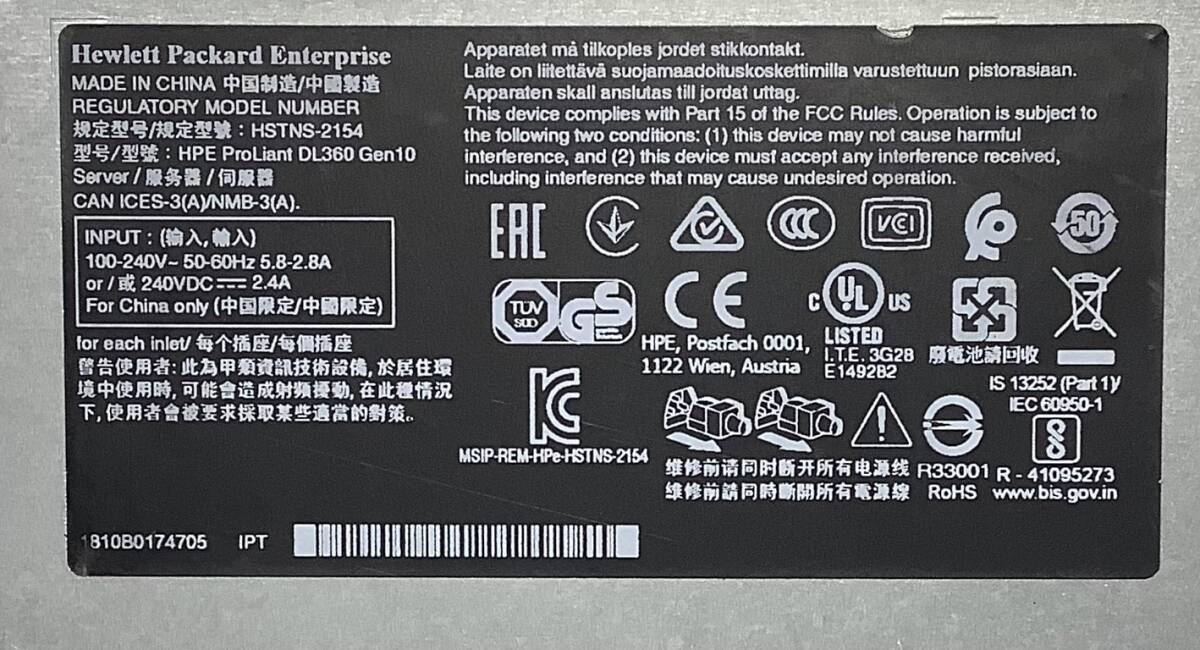 Hewlett Packard Enterprise
MADE IN CHINA 中国制造/中國製造
REGULATORY MODEL NUMBER
规定型号/規定型號 : HSTNS-2154
型号/型號 : HPE ProLiant DL360 Gen10
Server / 服务器 / 伺服器
CAN ICES-3(A)/NMB-3(A).
INPUT : (输入, 輸入)
100-240V~ 50-60Hz 5.8-2.8A
or / 或 240VDC⎓ 2.4A
For China only (中国限定/中國限定)
for each inlet/ 每个插座/每個插座
警告使用者: 此為甲類資訊技術設備, 於居住環
境中使用時, 可能會造成射頻擾動, 在此種情況
下, 使用者會被要求採取某些適當的對策。
1810B0174705 IPT
Apparatet må tilkoples jordet stikkontakt.
Laite on liitettävä suojamaadoituskoskettimilla varustettuun pistorasiaan.
Apparaten skall anslutas till jordat uttag.
This device complies with Part 15 of the FCC Rules. Operation is subject to
the following two conditions: (1) this device may not cause harmful
interference, and (2) this device must accept any interference received,
including interference that may cause undesired operation.
EAC
CCC
VCI
50
TÜV
SÜD
GS
CE
C UL US
LISTED
I.T.E. 3G2B
E149282
HPE, Postfach 0001,
1122 Wien, Austria
廢電池請回收
MSIP-REM-HPe-HSTNS-2154
维修前请同时断开所有电源线
維修前請同時斷開所有電源線
R33001
RoHS
IS 13252 (Part 1)/
IEC 60950-1
R - 41095273
www.bis.gov.in